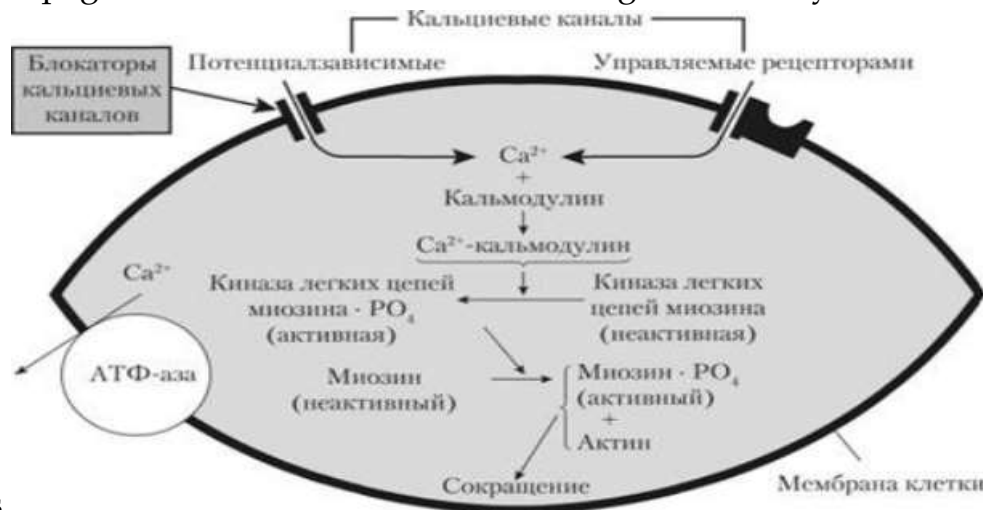 Кальциевые каналы
Блокаторы
кальциевых
каналов
Потенциалзависимые
Управляемые рецепторами
Ca²⁺
+
Кальмодулин
Ca²⁺-кальмодулин
Ca²⁺
Киназа легких цепей
миозина · PO₄
(активная)
Киназа легких
цепей миозина
(неактивная)
АТФ-аза
Миозин
(неактивный)
Миозин · PO₄
(активный)
+
Актин
Сокращение
Мембрана клетки